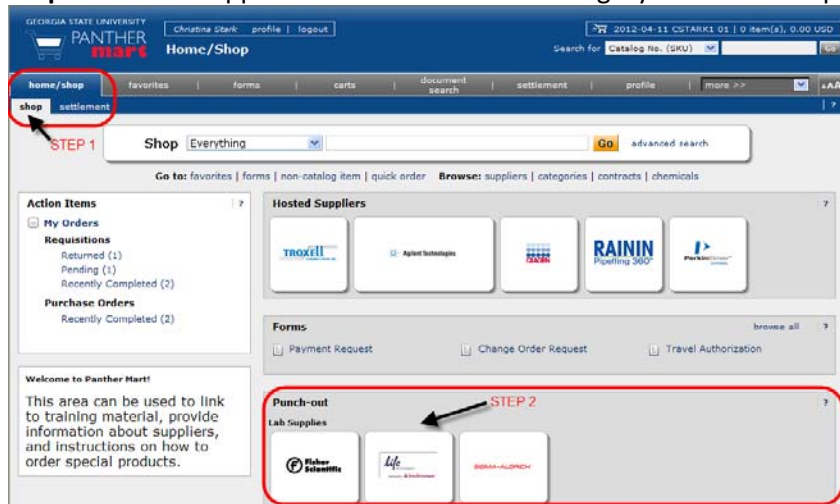 GEORGIA STATE UNIVERSITY
PANTHER
mart
Christina Stark profile | logout
2012-04-11 CSTARK1 01 | 0 item(s), 0.00 USD
Home/Shop
Search for Catalog No. (SKU) Go
home/shop favorites | forms | carts | document search | settlement | profile | more >>
shop settlement ?
STEP 1
Shop Everything Go advanced search
Go to: favorites | forms | non-catalog item | quick order Browse: suppliers | categories | contracts | chemicals
Action Items ?
My Orders
Requisitions
Returned (1)
Pending (1)
Recently Completed (2)
Purchase Orders
Recently Completed (2)
Hosted Suppliers ?
TROXELL
Agilent Technologies
QIAGEN
RAININ
Pipetting 360°
PerkinElmer
Forms browse all ?
Payment Request Change Order Request Travel Authorization
Welcome to Panther Mart!
This area can be used to link
to training material, provide
information about suppliers,
and instructions on how to
order special products.
Punch-out STEP 2 ?
Lab Supplies
Fisher
Scientific
life
SIGMA-ALDRICH